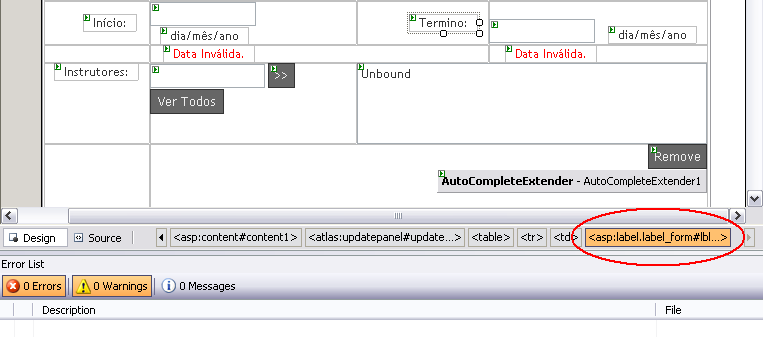 Início: Termino:
dia/mês/ano dia/mês/ano
Data Inválida. Data Inválida.
Instrutores: >> Unbound
Ver Todos
Remove
AutoCompleteExtender - AutoCompleteExtender1
Design Source <asp:content#content1> <atlas:updatepanel#update...> <table> <tr> <td> <asp:label.label_form#lbl...>
Error List
0 Errors 0 Warnings 0 Messages
Description File